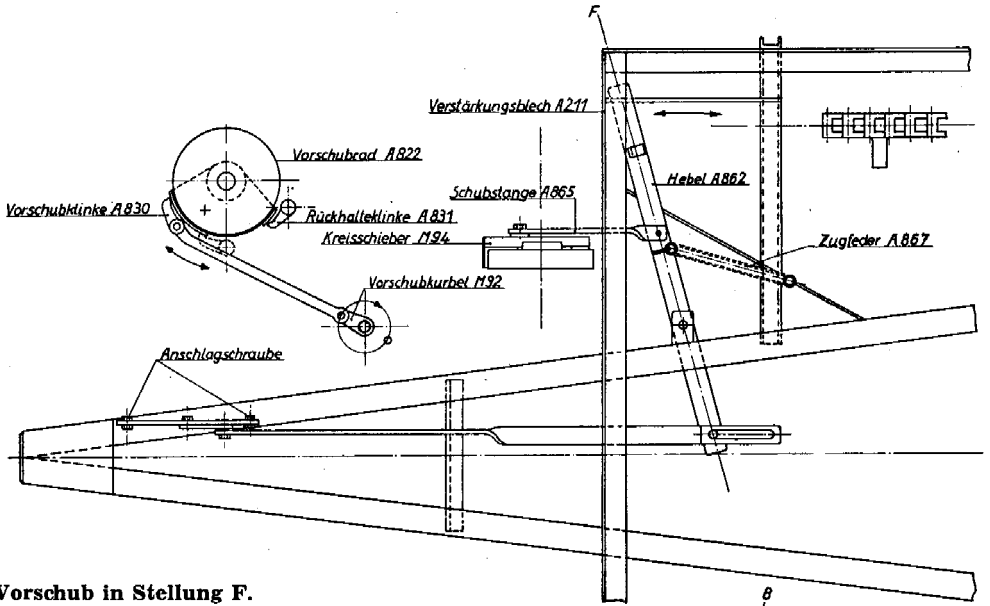 F
Verstärkungsblech A211
Vorschubrad A822
Hebel A862
Schubstange A865
Vorschubklinke A830
Rückhalteklinke A831
Kreisschieber M94
Zugfeder A867
Vorschubkurbel M92
Anschlagschraube
Vorschub in Stellung F.
B